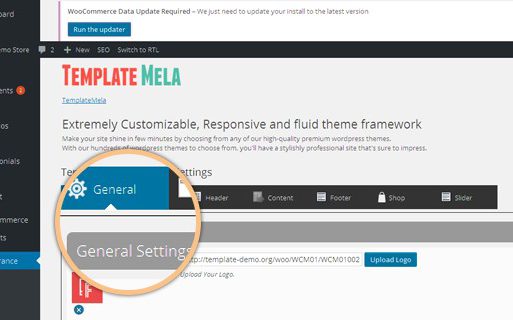 WooCommerce Data Update Required – We just need to update your install to the latest version
Run the updater
board
emo Store 2 + New SEO Switch to RTL
TEMPLATE MELA
TemplateMela
ents 2
Extremely Customizable, Responsive and fluid theme framework
Make your site shine in few minutes by choosing from any of our high-quality premium wordpress themes.
With our hundreds of wordpress themes to choose from, you'll have a stylishly professional site that's sure to impress.
os
onials
Te
ettings
General
Header
Content
Footer
Shop
Slider
t
mmerce
ts
General Settings
rance
ttp://template-demo.org/woo/WCM01/WCM01002
Upload Logo
Upload Your Logo.